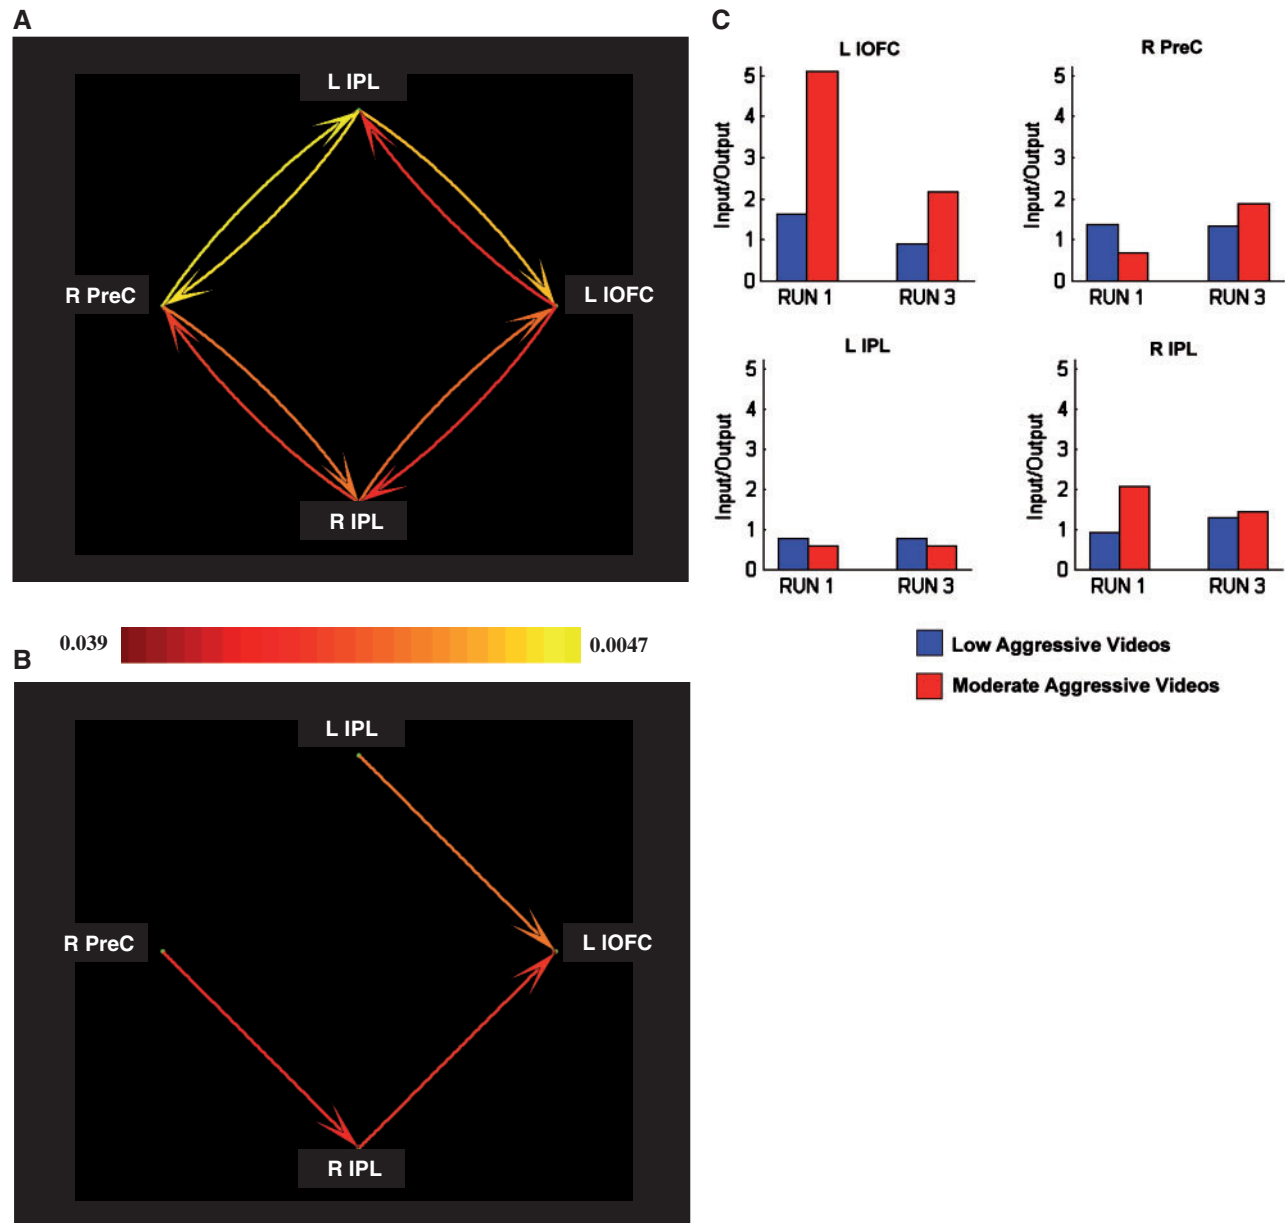 A
L IPL
R PreC
L lOFC
R IPL
0.039
0.0047
B
L IPL
R PreC
L lOFC
R IPL
C
L lOFC
Input/Output
5
4
3
2
1
0
RUN 1
RUN 3
R PreC
Input/Output
5
4
3
2
1
0
RUN 1
RUN 3
L IPL
Input/Output
5
4
3
2
1
0
RUN 1
RUN 3
R IPL
Input/Output
5
4
3
2
1
0
RUN 1
RUN 3
Low Aggressive Videos
Moderate Aggressive Videos